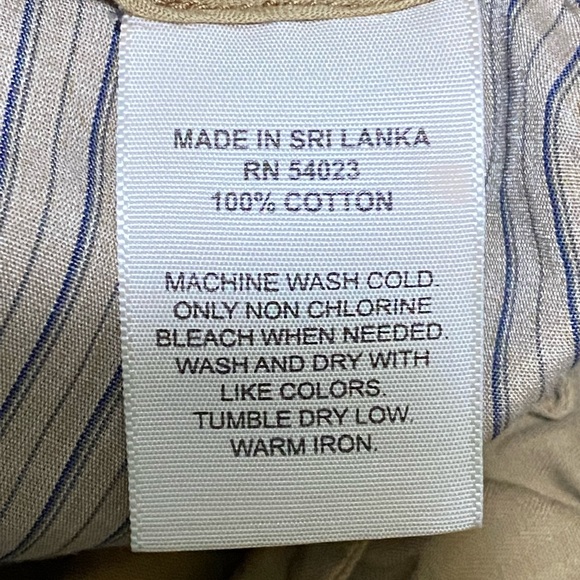 MADE IN SRI LANKA
RN 54023
100% COTTON
MACHINE WASH COLD.
ONLY NON CHLORINE
BLEACH WHEN NEEDED.
WASH AND DRY WITH
LIKE COLORS.
TUMBLE DRY LOW.
WARM IRON.